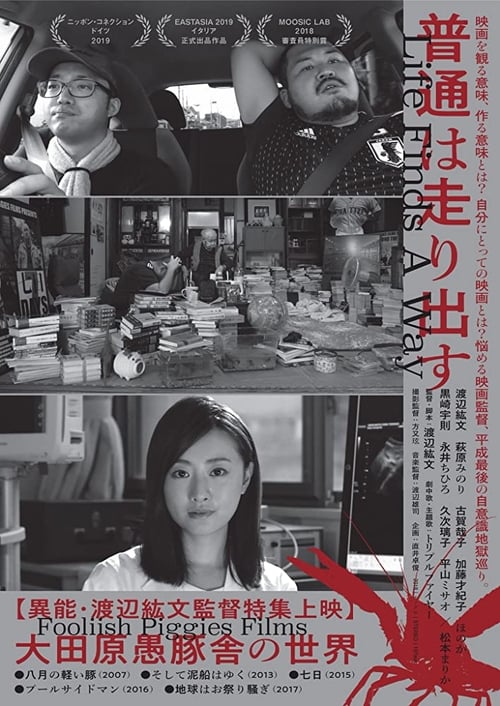 ニッポン・コネクション
ドイツ
2019
EASTASIA 2019
イタリア
正式出品作品
MOOSIC LAB
2018
審査員特別賞
映画を観る意味、作る意味とは？自分にとっての映画とは？悩める映画監督、平成最後の自意識地獄巡り。
普通は走り出す
Life Finds A Way
JAPAN
渡辺紘文 萩原みのり 古賀哉子 加藤才紀子 ほのか
黒崎宇則 永井ちひろ 久次璃子 平山ミサオ／松本まりか
監督・脚本：渡辺紘文 劇中歌・主題歌：トリプルファイヤー
撮影監督：方又玹 音楽監督：渡辺雄司 企画：直井卓俊
【異能・渡辺紘文監督特集上映】
Fooliish Piggies Films
大田原愚豚舎の世界
●八月の軽い豚(2007) ●そして泥船はゆく(2013) ●七日(2015)
●プールサイドマン(2016) ●地球はお祭り騒ぎ(2017)